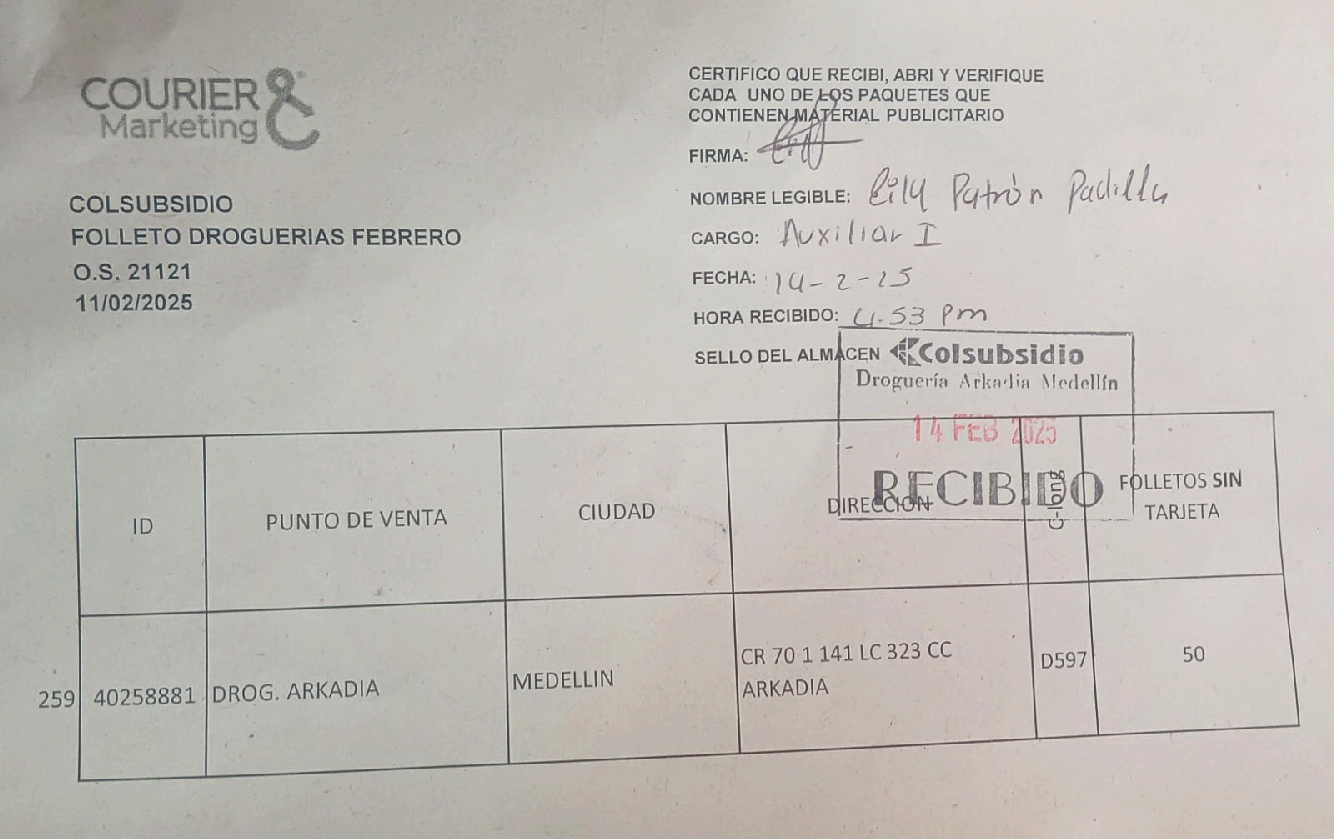 COURIER &
Marketing
COLSUBSIDIO
FOLLETO DROGUERIAS FEBRERO
O.S. 21121
11/02/2025
CERTIFICO QUE RECIBI, ABRI Y VERIFIQUE
CADA UNO DE LOS PAQUETES QUE
CONTIENEN MATERIAL PUBLICITARIO
FIRMA:
NOMBRE LEGIBLE: Lily Patrón Padilla
CARGO: Auxiliar I
FECHA: 14-2-25
HORA RECIBIDO: 4.53 Pm
SELLO DEL ALMACEN
Colsubsidio
Droguería Arkadia Medellín
14 FEB 2025
RECIBIDO
ID PUNTO DE VENTA CIUDAD DIRECCION FOLLETOS SIN TARJETA
259 40258881 DROG. ARKADIA MEDELLIN CR 70 1 141 LC 323 CC ARKADIA D597 50